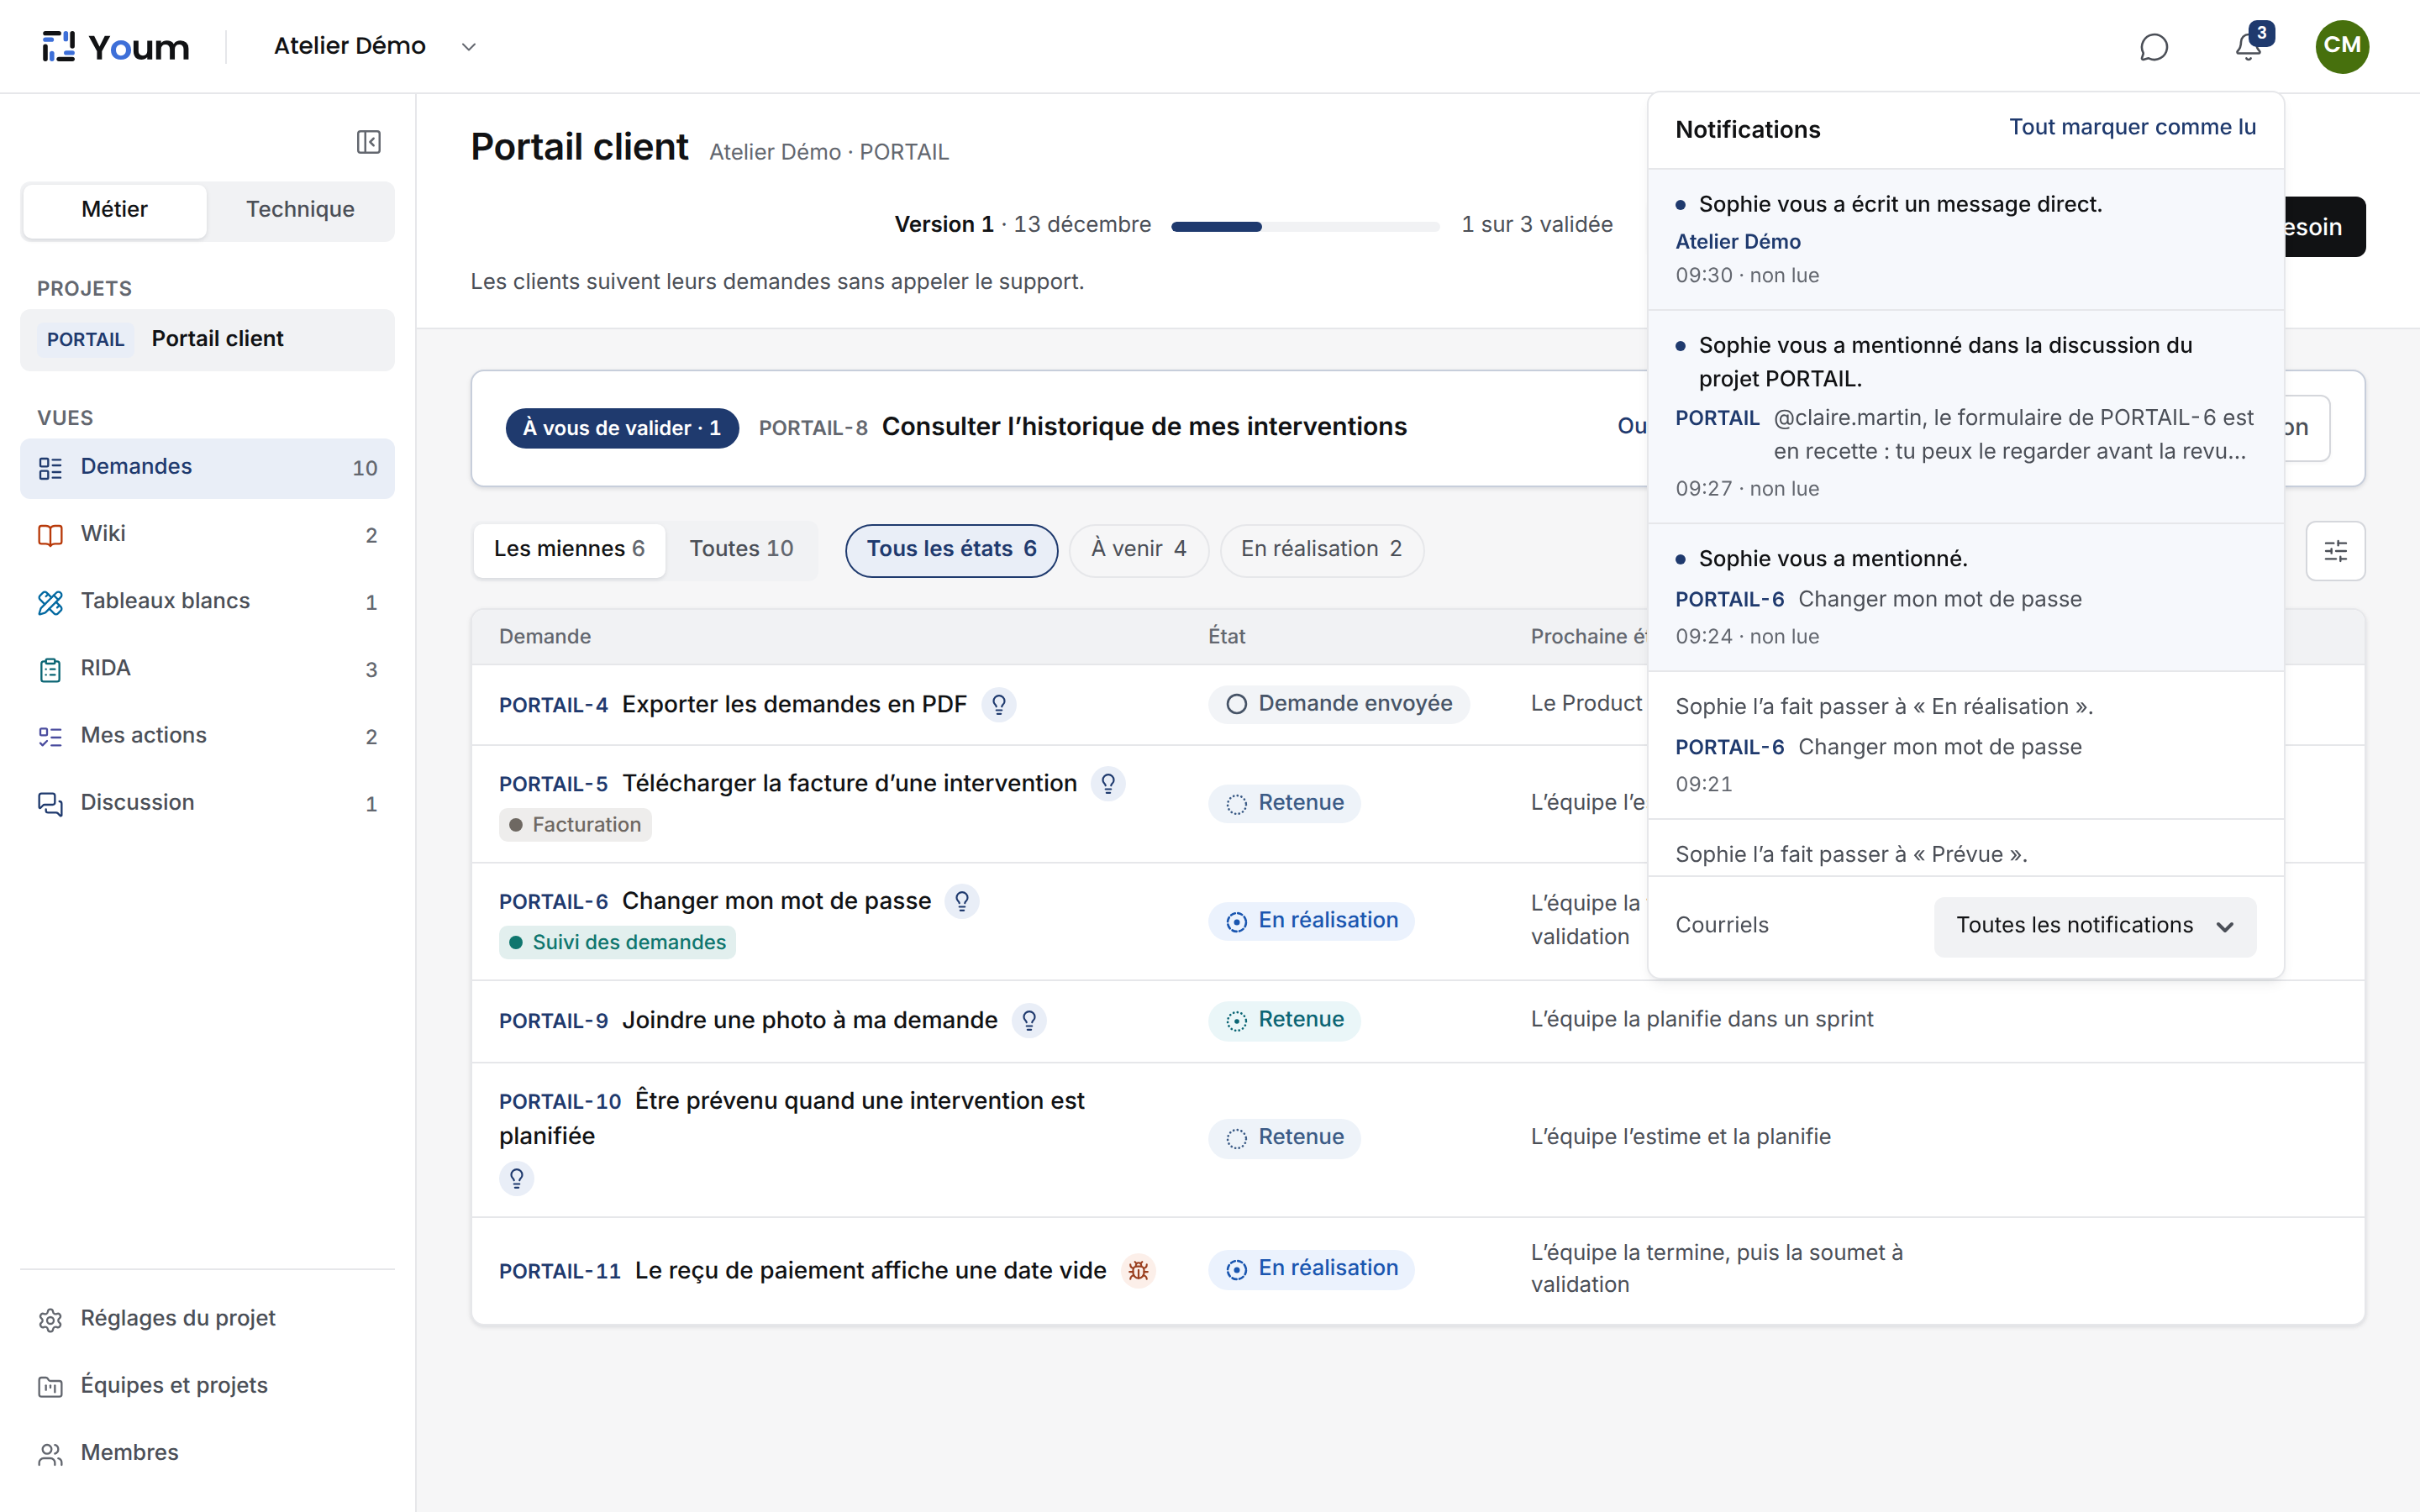 Youm
Atelier Démo
3
CM
Métier
Technique
PROJETS
PORTAIL Portail client
VUES
Demandes 10
Wiki 2
Tableaux blancs 1
RIDA 3
Mes actions 2
Discussion 1
Réglages du projet
Équipes et projets
Membres
Portail client Atelier Démo · PORTAIL
Version 1 · 13 décembre 1 sur 3 validée
Les clients suivent leurs demandes sans appeler le support.
À vous de valider · 1 PORTAIL-8 Consulter l’historique de mes interventions
Les miennes 6 Toutes 10 Tous les états 6 À venir 4 En réalisation 2
Demande État Prochaine
PORTAIL-4 Exporter les demandes en PDF Demande envoyée Le Product
PORTAIL-5 Télécharger la facture d’une intervention Retenue L’équipe l’e
Facturation
PORTAIL-6 Changer mon mot de passe En réalisation L’équipe la
validation
Suivi des demandes
PORTAIL-9 Joindre une photo à ma demande Retenue L’équipe la planifie dans un sprint
PORTAIL-10 Être prévenu quand une intervention est
planifiée
Retenue L’équipe l’estime et la planifie
PORTAIL-11 Le reçu de paiement affiche une date vide En réalisation L’équipe la termine, puis la soumet à
validation
Notifications Tout marquer comme lu
Sophie vous a écrit un message direct.
Atelier Démo
09:30 · non lue
Sophie vous a mentionné dans la discussion du
projet PORTAIL.
PORTAIL @claire.martin, le formulaire de PORTAIL-6 est
en recette : tu peux le regarder avant la revu...
09:27 · non lue
Sophie vous a mentionné.
PORTAIL-6 Changer mon mot de passe
09:24 · non lue
Sophie l’a fait passer à « En réalisation ».
PORTAIL-6 Changer mon mot de passe
09:21
Sophie l’a fait passer à « Prévue ».
Courriels Toutes les notifications
esoin
Ou
on